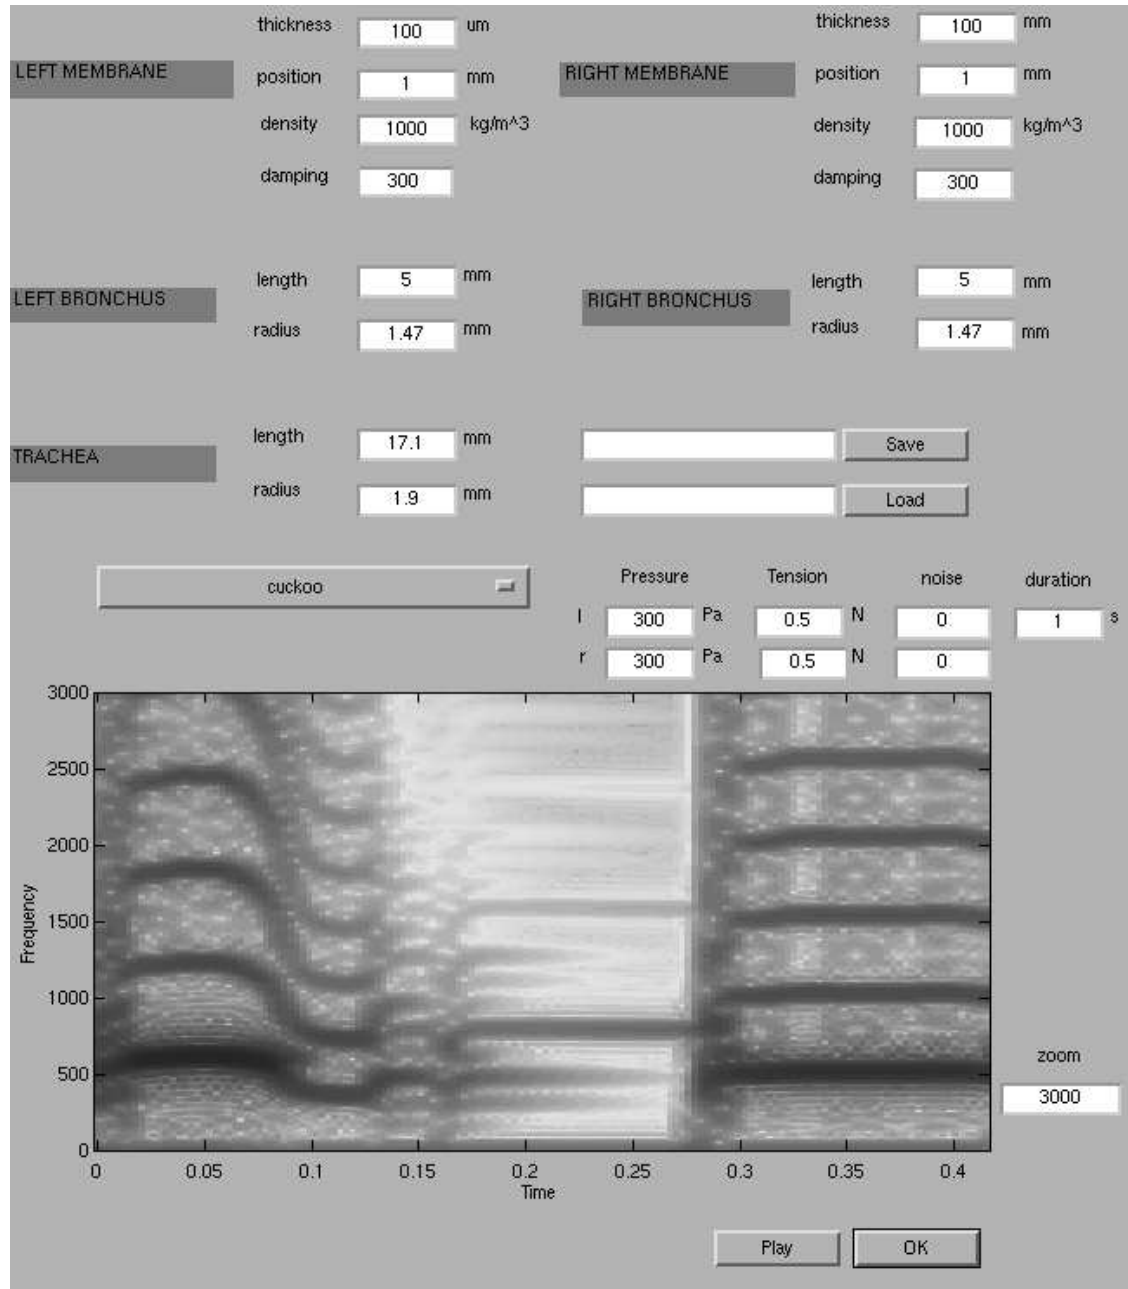 thickness 100 um thickness 100 mm
LEFT MEMBRANE position 1 mm RIGHT MEMBRANE position 1 mm
density 1000 kg/m^3 density 1000 kg/m^3
damping 300 damping 300
length 5 mm length 5 mm
LEFT BRONCHUS RIGHT BRONCHUS
radius 1.47 mm radius 1.47 mm
length 17.1 mm Save
TRACHEA
radius 1.9 mm Load
cuckoo Pressure Tension noise duration
l 300 Pa 0.5 N 0 1 s
r 300 Pa 0.5 N 0
3000
2500
2000
1500
1000
500
0
Frequency
0 0.05 0.1 0.15 0.2 0.25 0.3 0.35 0.4
Time
zoom
3000
Play OK